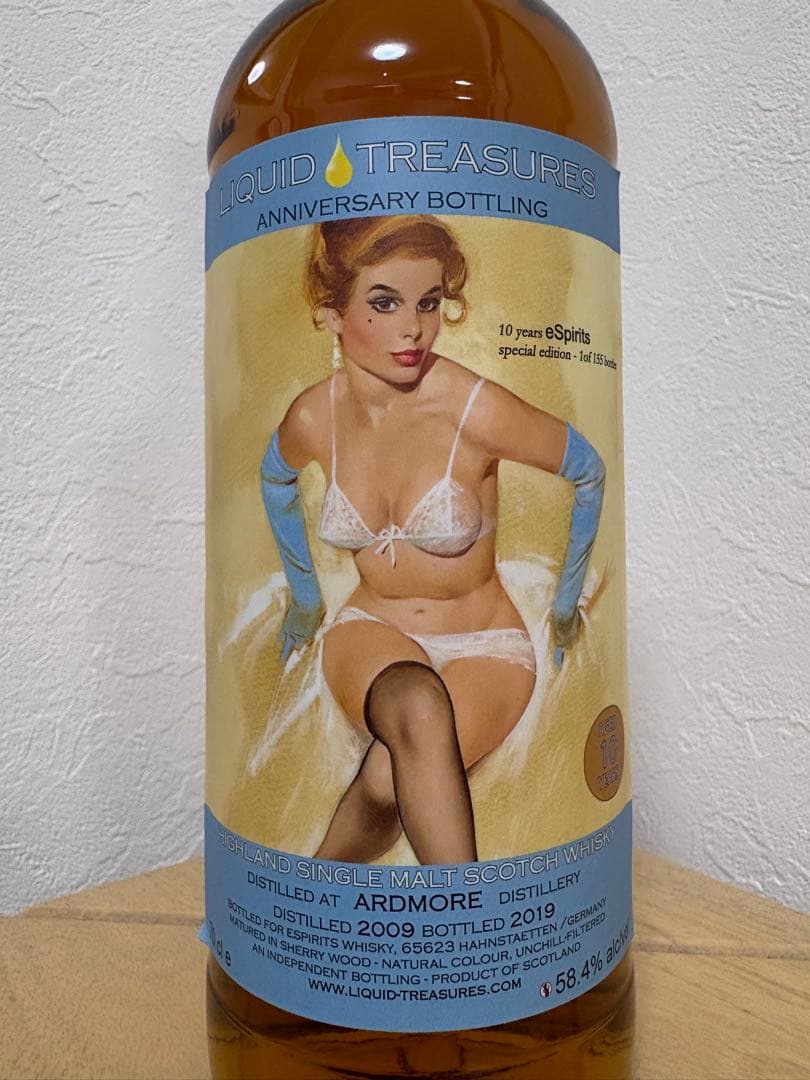 LIQUID TREASURES
ANNIVERSARY BOTTLING
10 years eSpirits
special edition - 1of 155 bottles
AGED
10
YEARS
HIGHLAND SINGLE MALT SCOTCH WHISKY
DISTILLED AT ARDMORE DISTILLERY
DISTILLED 2009 BOTTLED 2019
BOTTLED FOR ESPIRITS WHISKY, 65623 HAHNSTAETTEN / GERMANY
MATURED IN SHERRY WOOD - NATURAL COLOUR, UNCHILL-FILTERED
AN INDEPENDENT BOTTLING - PRODUCT OF SCOTLAND
WWW.LIQUID-TREASURES.COM
70 cl e
58.4% alc/vol